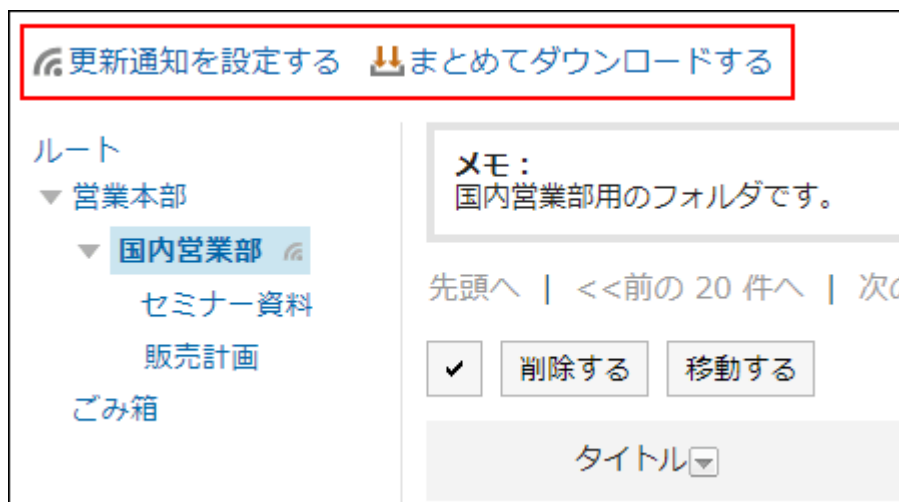 更新通知を設定する まとめてダウンロードする
ルート
営業本部
国内営業部
セミナー資料
販売計画
ごみ箱
メモ：
国内営業部用のフォルダです。
先頭へ | <<前の 20 件へ | 次
削除する 移動する
タイトル